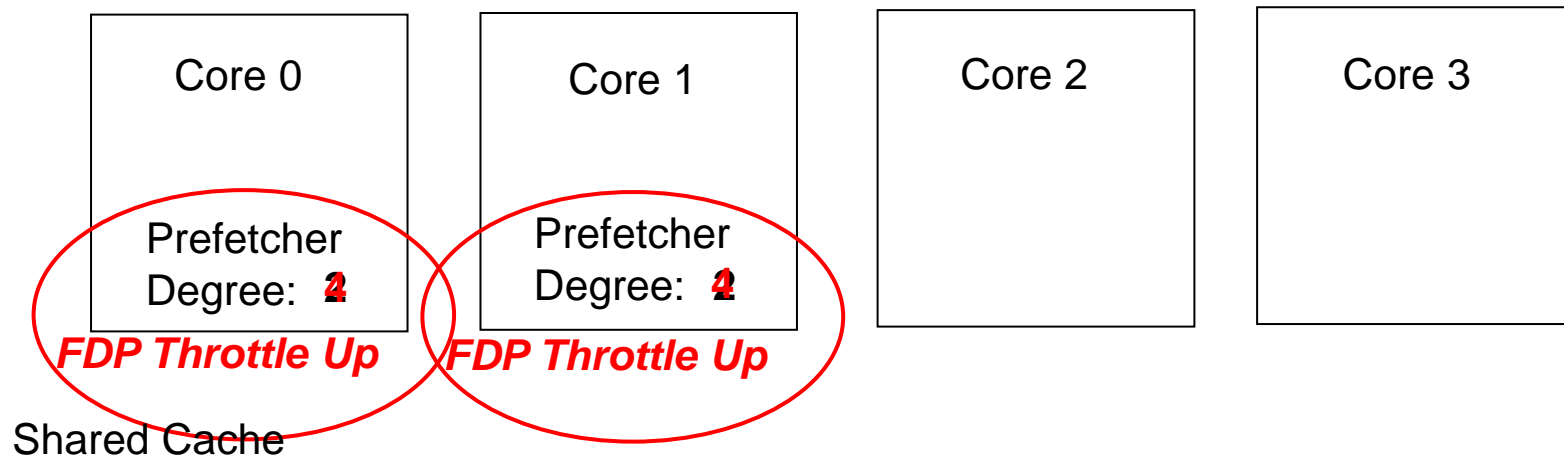 Core 0 Core 1 Core 2 Core 3
Prefetcher Prefetcher
Degree: Degree:
FDP Throttle Up FDP Throttle Up
Shared Cache